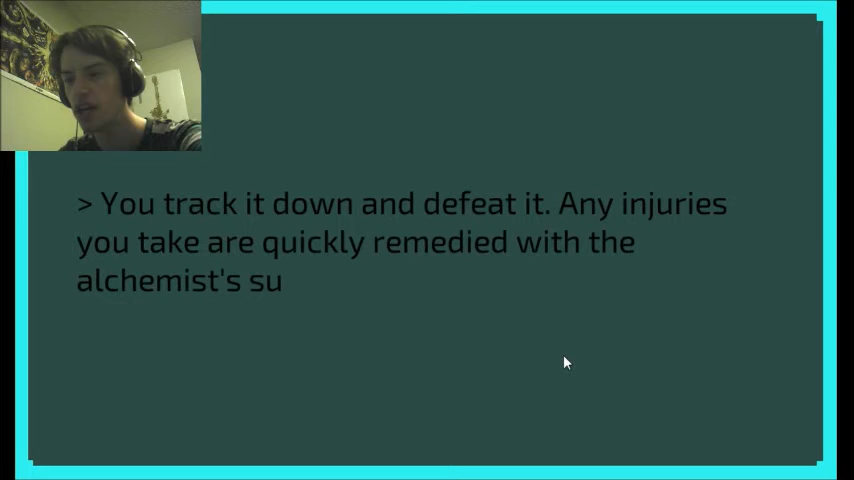 > You track it down and defeat it. Any injuries
you take are quickly remedied with the
alchemist's su